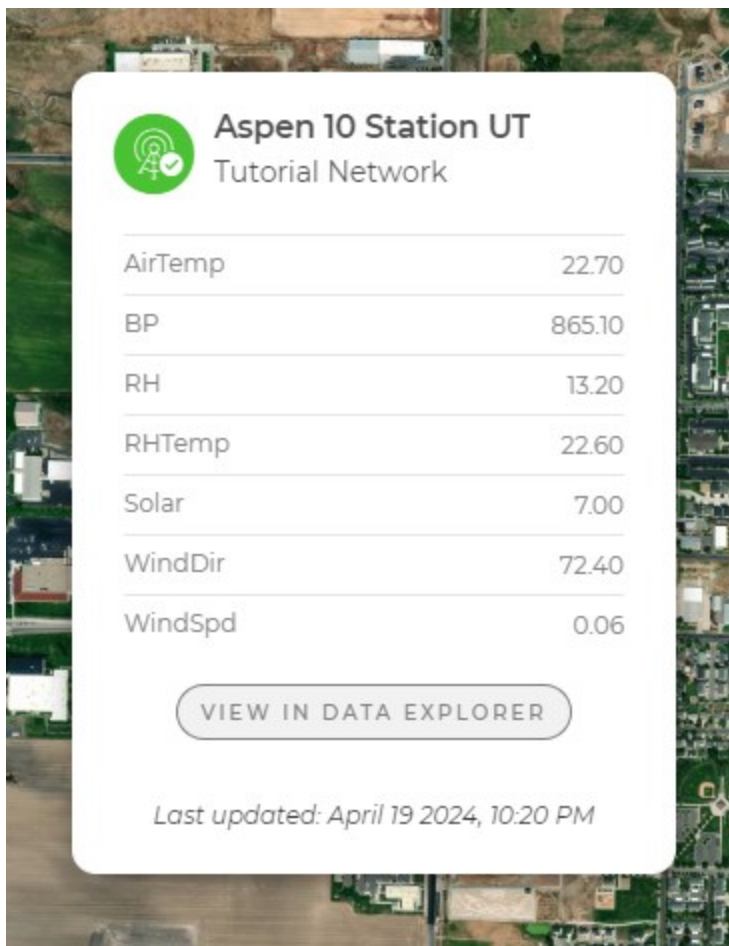 Aspen 10 Station UT
Tutorial Network
AirTemp 22.70
BP 865.10
RH 13.20
RHTemp 22.60
Solar 7.00
WindDir 72.40
WindSpd 0.06
VIEW IN DATA EXPLORER
Last updated: April 19 2024, 10:20 PM